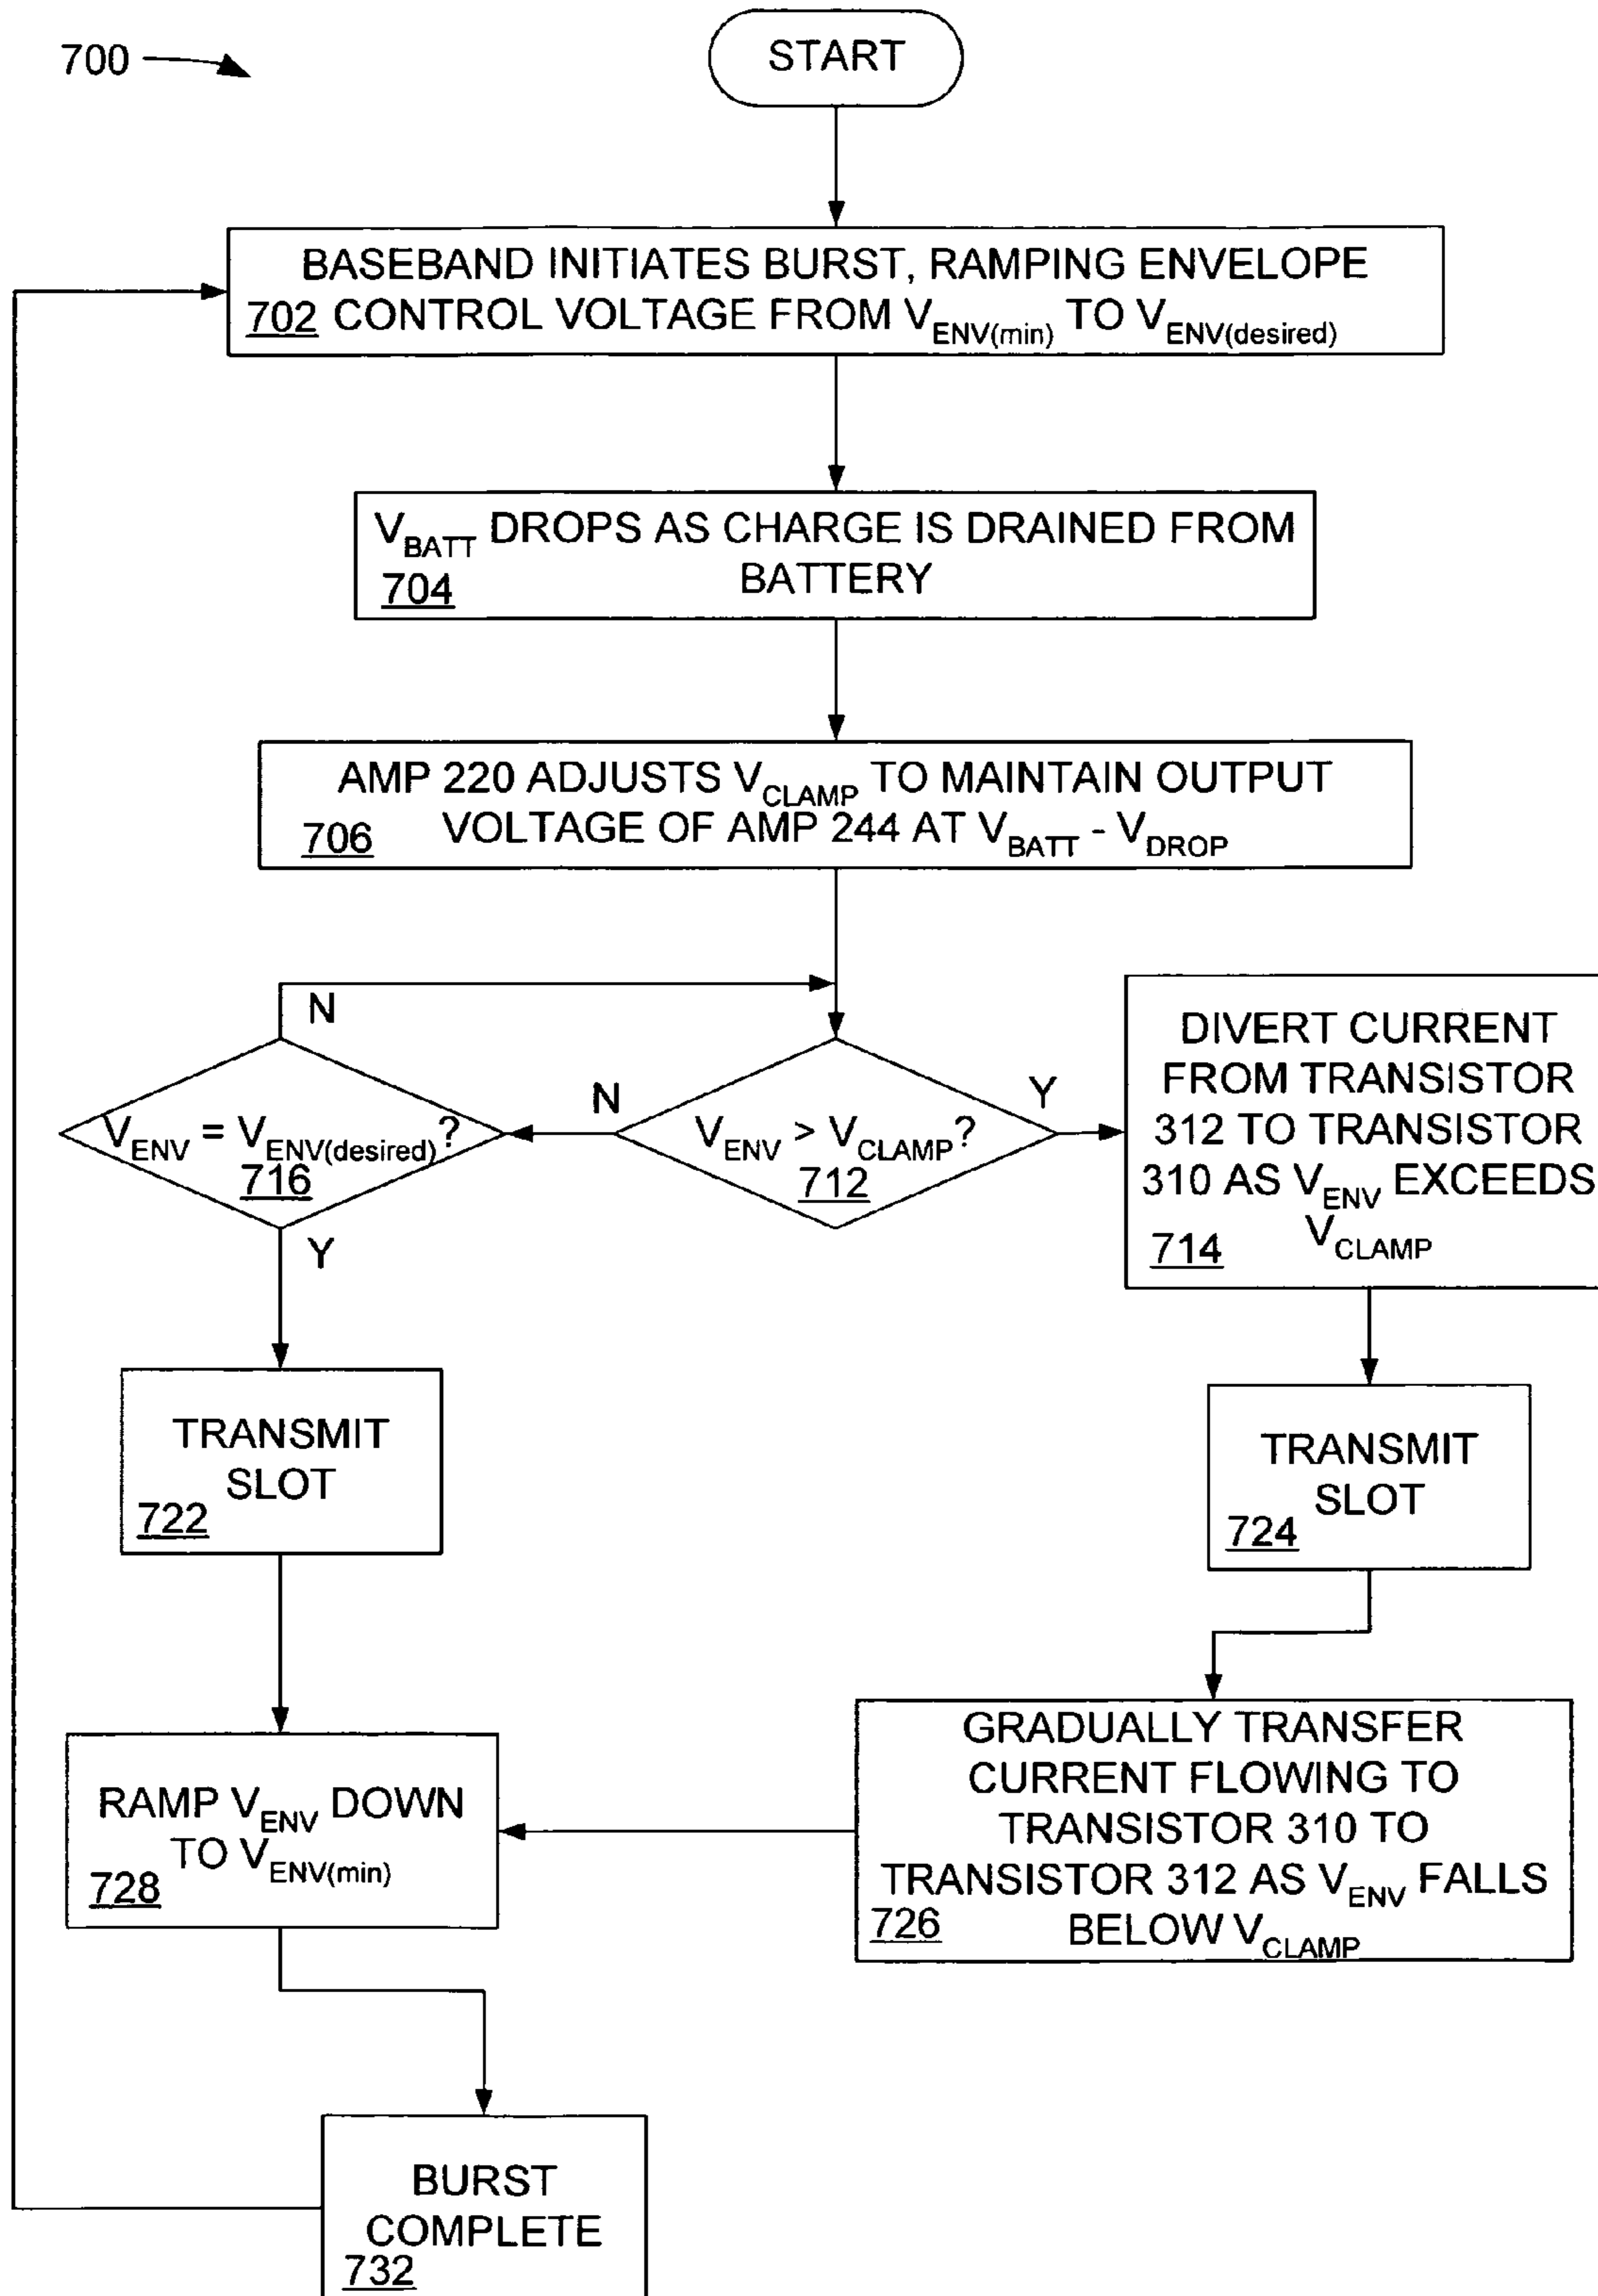 700
START
BASEBAND INITIATES BURST, RAMPING ENVELOPE
702 CONTROL VOLTAGE FROM VENV(min) TO VENV(desired)
VBATT DROPS AS CHARGE IS DRAINED FROM
BATTERY
704
AMP 220 ADJUSTS VCLAMP TO MAINTAIN OUTPUT
VOLTAGE OF AMP 244 AT VBATT - VDROP
706
N
VENV = VENV(desired)?
716
Y
N
VENV > VCLAMP?
712
Y
DIVERT CURRENT
FROM TRANSISTOR
312 TO TRANSISTOR
310 AS VENV EXCEEDS
VCLAMP
714
TRANSMIT
SLOT
722
TRANSMIT
SLOT
724
RAMP VENV DOWN
TO VENV(min)
728
GRADUALLY TRANSFER
CURRENT FLOWING TO
TRANSISTOR 310 TO
TRANSISTOR 312 AS VENV FALLS
BELOW VCLAMP
726
BURST
COMPLETE
732